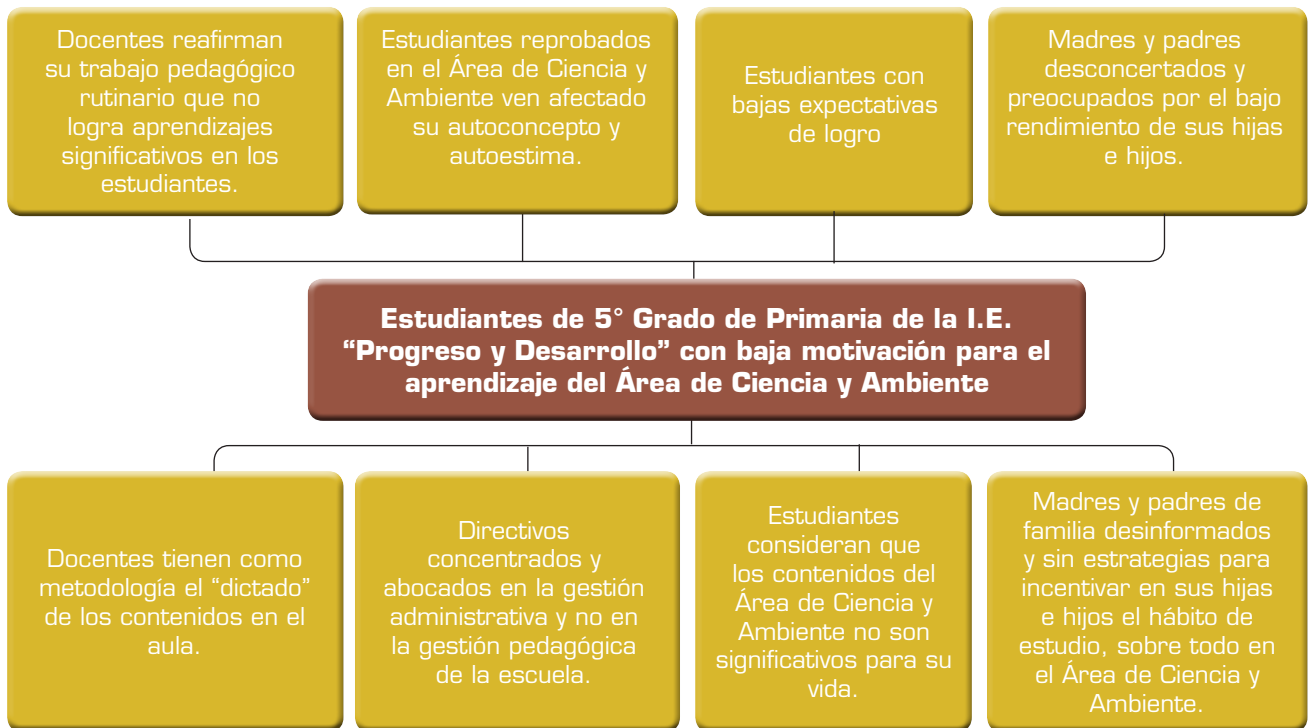 Docentes reafirman
su trabajo pedagógico
rutinario que no
logra aprendizajes
significativos en los
estudiantes.
Estudiantes reprobados
en el Área de Ciencia y
Ambiente ven afectado
su autoconcepto y
autoestima.
Estudiantes con
bajas expectativas
de logro
Madres y padres
desconcertados y
preocupados por el bajo
rendimiento de sus hijas
e hijos.
Estudiantes de 5° Grado de Primaria de la I.E.
“Progreso y Desarrollo” con baja motivación para el
aprendizaje del Área de Ciencia y Ambiente
Docentes tienen como
metodología el “dictado”
de los contenidos en el
aula.
Directivos
concentrados y
abocados en la gestión
administrativa y no en
la gestión pedagógica
de la escuela.
Estudiantes
consideran que
los contenidos del
Área de Ciencia y
Ambiente no son
significativos para su
vida.
Madres y padres de
familia desinformados
y sin estrategias para
incentivar en sus hijas
e hijos el hábito de
estudio, sobre todo en
el Área de Ciencia y
Ambiente.